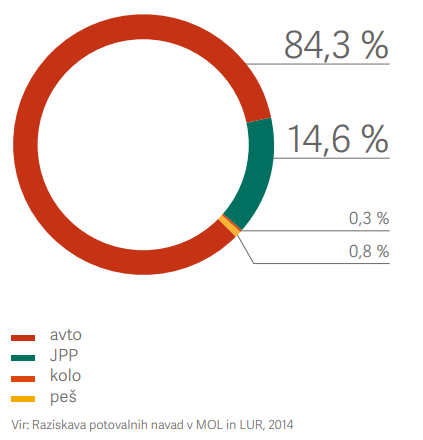 84,3 %
14,6 %
0,3 %
0,8 %
avto
JPP
kolo
peš
Vir: Raziskava potovalnih navad v MOL in LUR, 2014